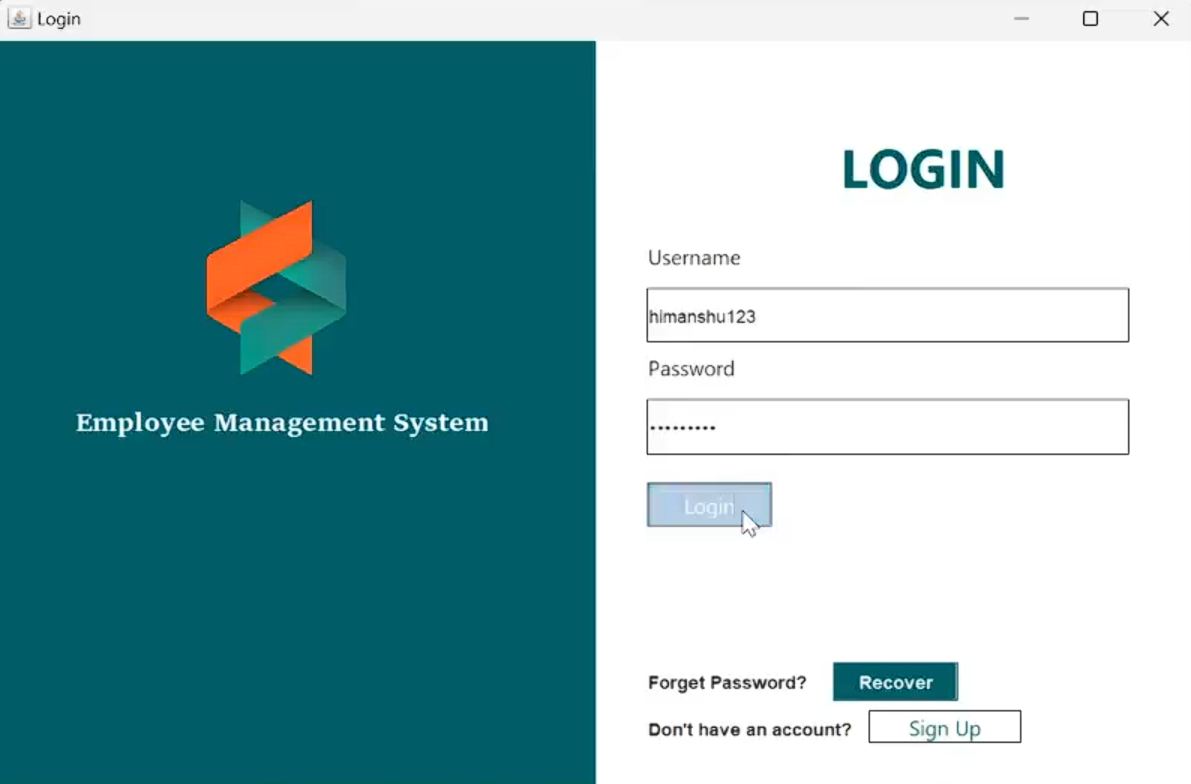 Login
LOGIN
Username
himanshu123
Password
•••••••••
Login
Employee Management System
Forget Password? Recover
Don't have an account? Sign Up